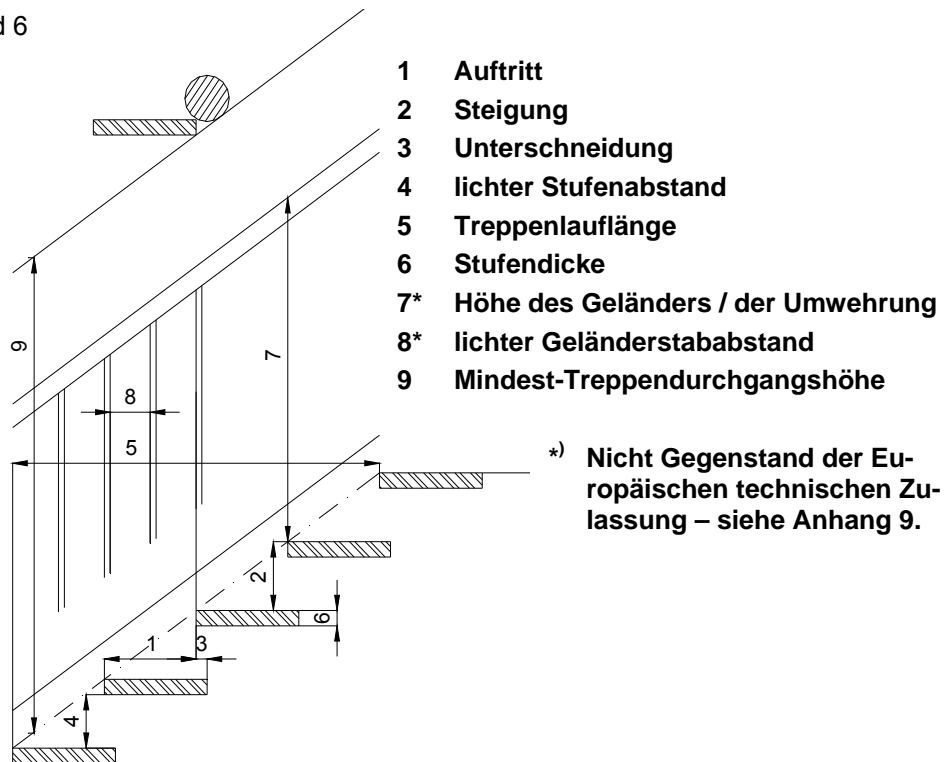 d 6
1 Auftritt
2 Steigung
3 Unterschneidung
4 lichter Stufenabstand
5 Treppenlauflänge
6 Stufendicke
7* Höhe des Geländers / der Umwehrung
8* lichter Geländerstababstand
9 Mindest-Treppendurchgangshöhe
*) Nicht Gegenstand der Eu-
ropäischen technischen Zu-
lassung – siehe Anhang 9.
9
7
8
5
2
6
1 3
4